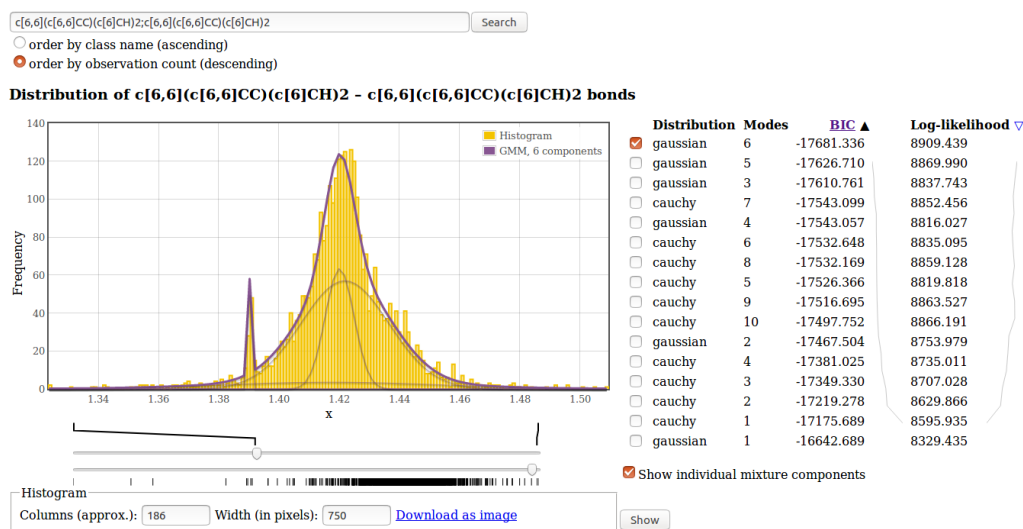 c[6,6](c[6,6]CC)(c[6]CH)2;c[6,6](c[6,6]CC)(c[6]CH)2 Search
order by class name (ascending)
order by observation count (descending)
Distribution of c[6,6](c[6,6]CC)(c[6]CH)2 – c[6,6](c[6,6]CC)(c[6]CH)2 bonds
Frequency
140
120
100
80
60
40
20
0
Histogram
GMM, 6 components
1.34 1.36 1.38 1.40 1.42 1.44 1.46 1.48 1.50
x
Distribution Modes BIC ▲ Log-likelihood ▽
gaussian 6 -17681.336 8909.439
gaussian 5 -17626.710 8869.990
gaussian 3 -17610.761 8837.743
cauchy 7 -17543.099 8852.456
gaussian 4 -17543.057 8816.027
cauchy 6 -17532.648 8835.095
cauchy 8 -17532.169 8859.128
cauchy 5 -17526.366 8819.818
cauchy 9 -17516.695 8863.527
cauchy 10 -17497.752 8866.191
gaussian 2 -17467.504 8753.979
cauchy 4 -17381.025 8735.011
cauchy 3 -17349.330 8707.028
cauchy 2 -17219.278 8629.866
cauchy 1 -17175.689 8595.935
gaussian 1 -16642.689 8329.435
Show individual mixture components
Histogram
Columns (approx.): 186 Width (in pixels): 750 Download as image
Show